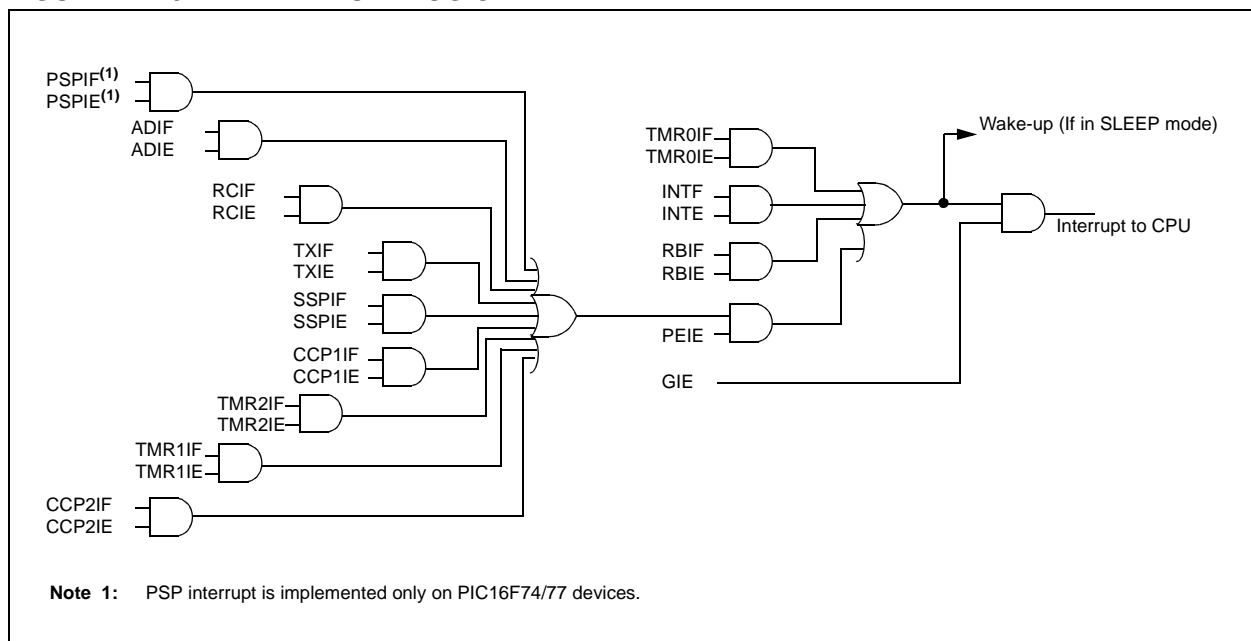 PSPIF(1)
PSPIE(1)
ADIF
ADIE
RCIF
RCIE
TXIF
TXIE
SSPIF
SSPIE
CCP1IF
CCP1IE
TMR2IF
TMR2IE
TMR1IF
TMR1IE
CCP2IF
CCP2IE
TMR0IF
TMR0IE
INTF
INTE
RBIF
RBIE
PEIE
GIE
Wake-up (If in SLEEP mode)
Interrupt to CPU
Note 1: PSP interrupt is implemented only on PIC16F74/77 devices.